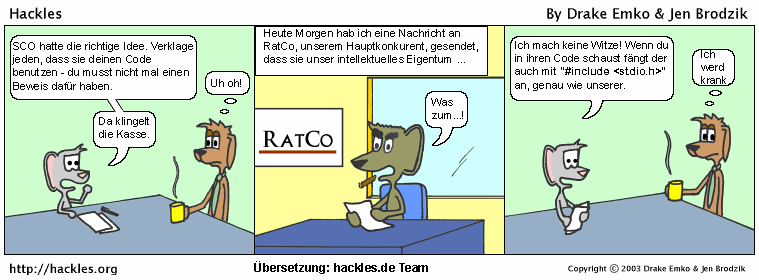 Hackles
By Drake Emko & Jen Brodzik
SCO hatte die richtige Idee. Verklage
jeden, dass sie deinen Code
benutzen - du musst nicht mal einen
Beweis dafür haben.
Uh oh!
Da klingelt
die Kasse.
Heute Morgen hab ich eine Nachricht an
RatCo, unserem Hauptkonkurent, gesendet,
dass sie unser intellektuelles Eigentum ...
Was
zum...!
RATCO
Ich mach keine Witze! Wenn du
in ihren Code schaust fängt der
auch mit "#include <stdio.h>"
an, genau wie unserer.
Ich
werd
krank
http://hackles.org
Übersetzung: hackles.de Team
Copyright © 2003 Drake Emko & Jen Brodzik